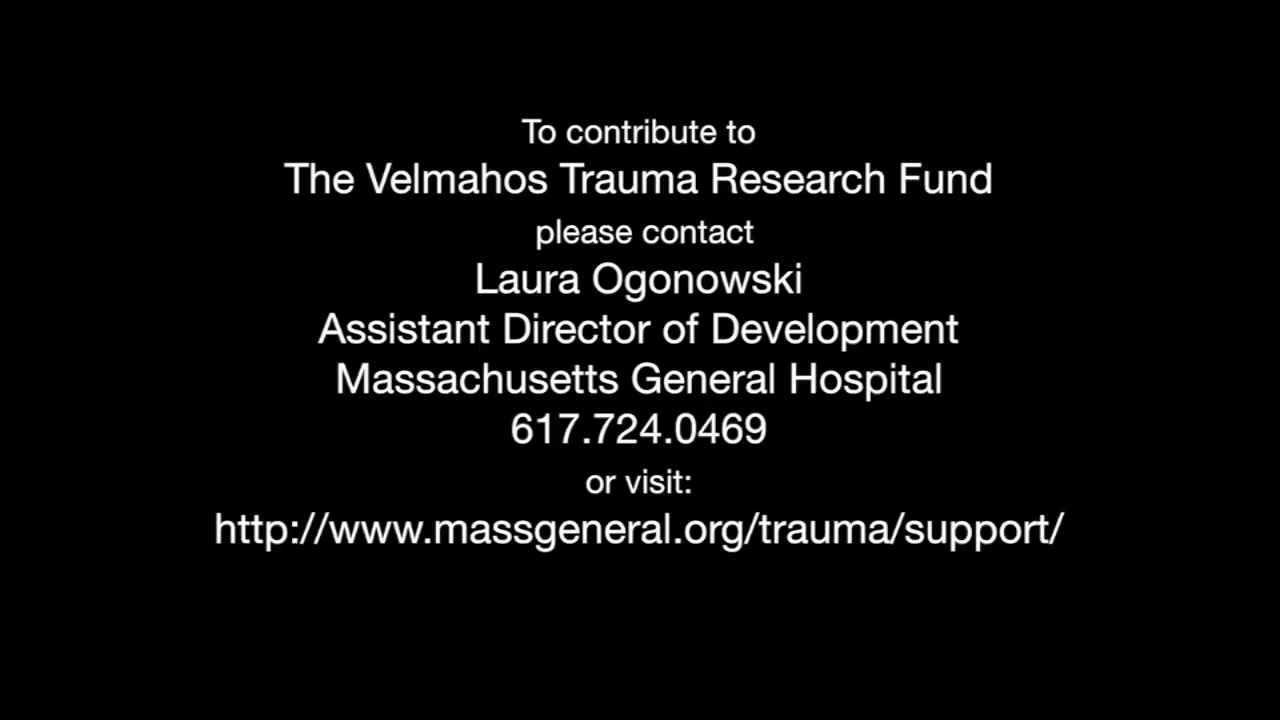 To contribute to
The Velmahos Trauma Research Fund
please contact
Laura Ogonowski
Assistant Director of Development
Massachusetts General Hospital
617.724.0469
or visit:
http://www.massgeneral.org/trauma/support/